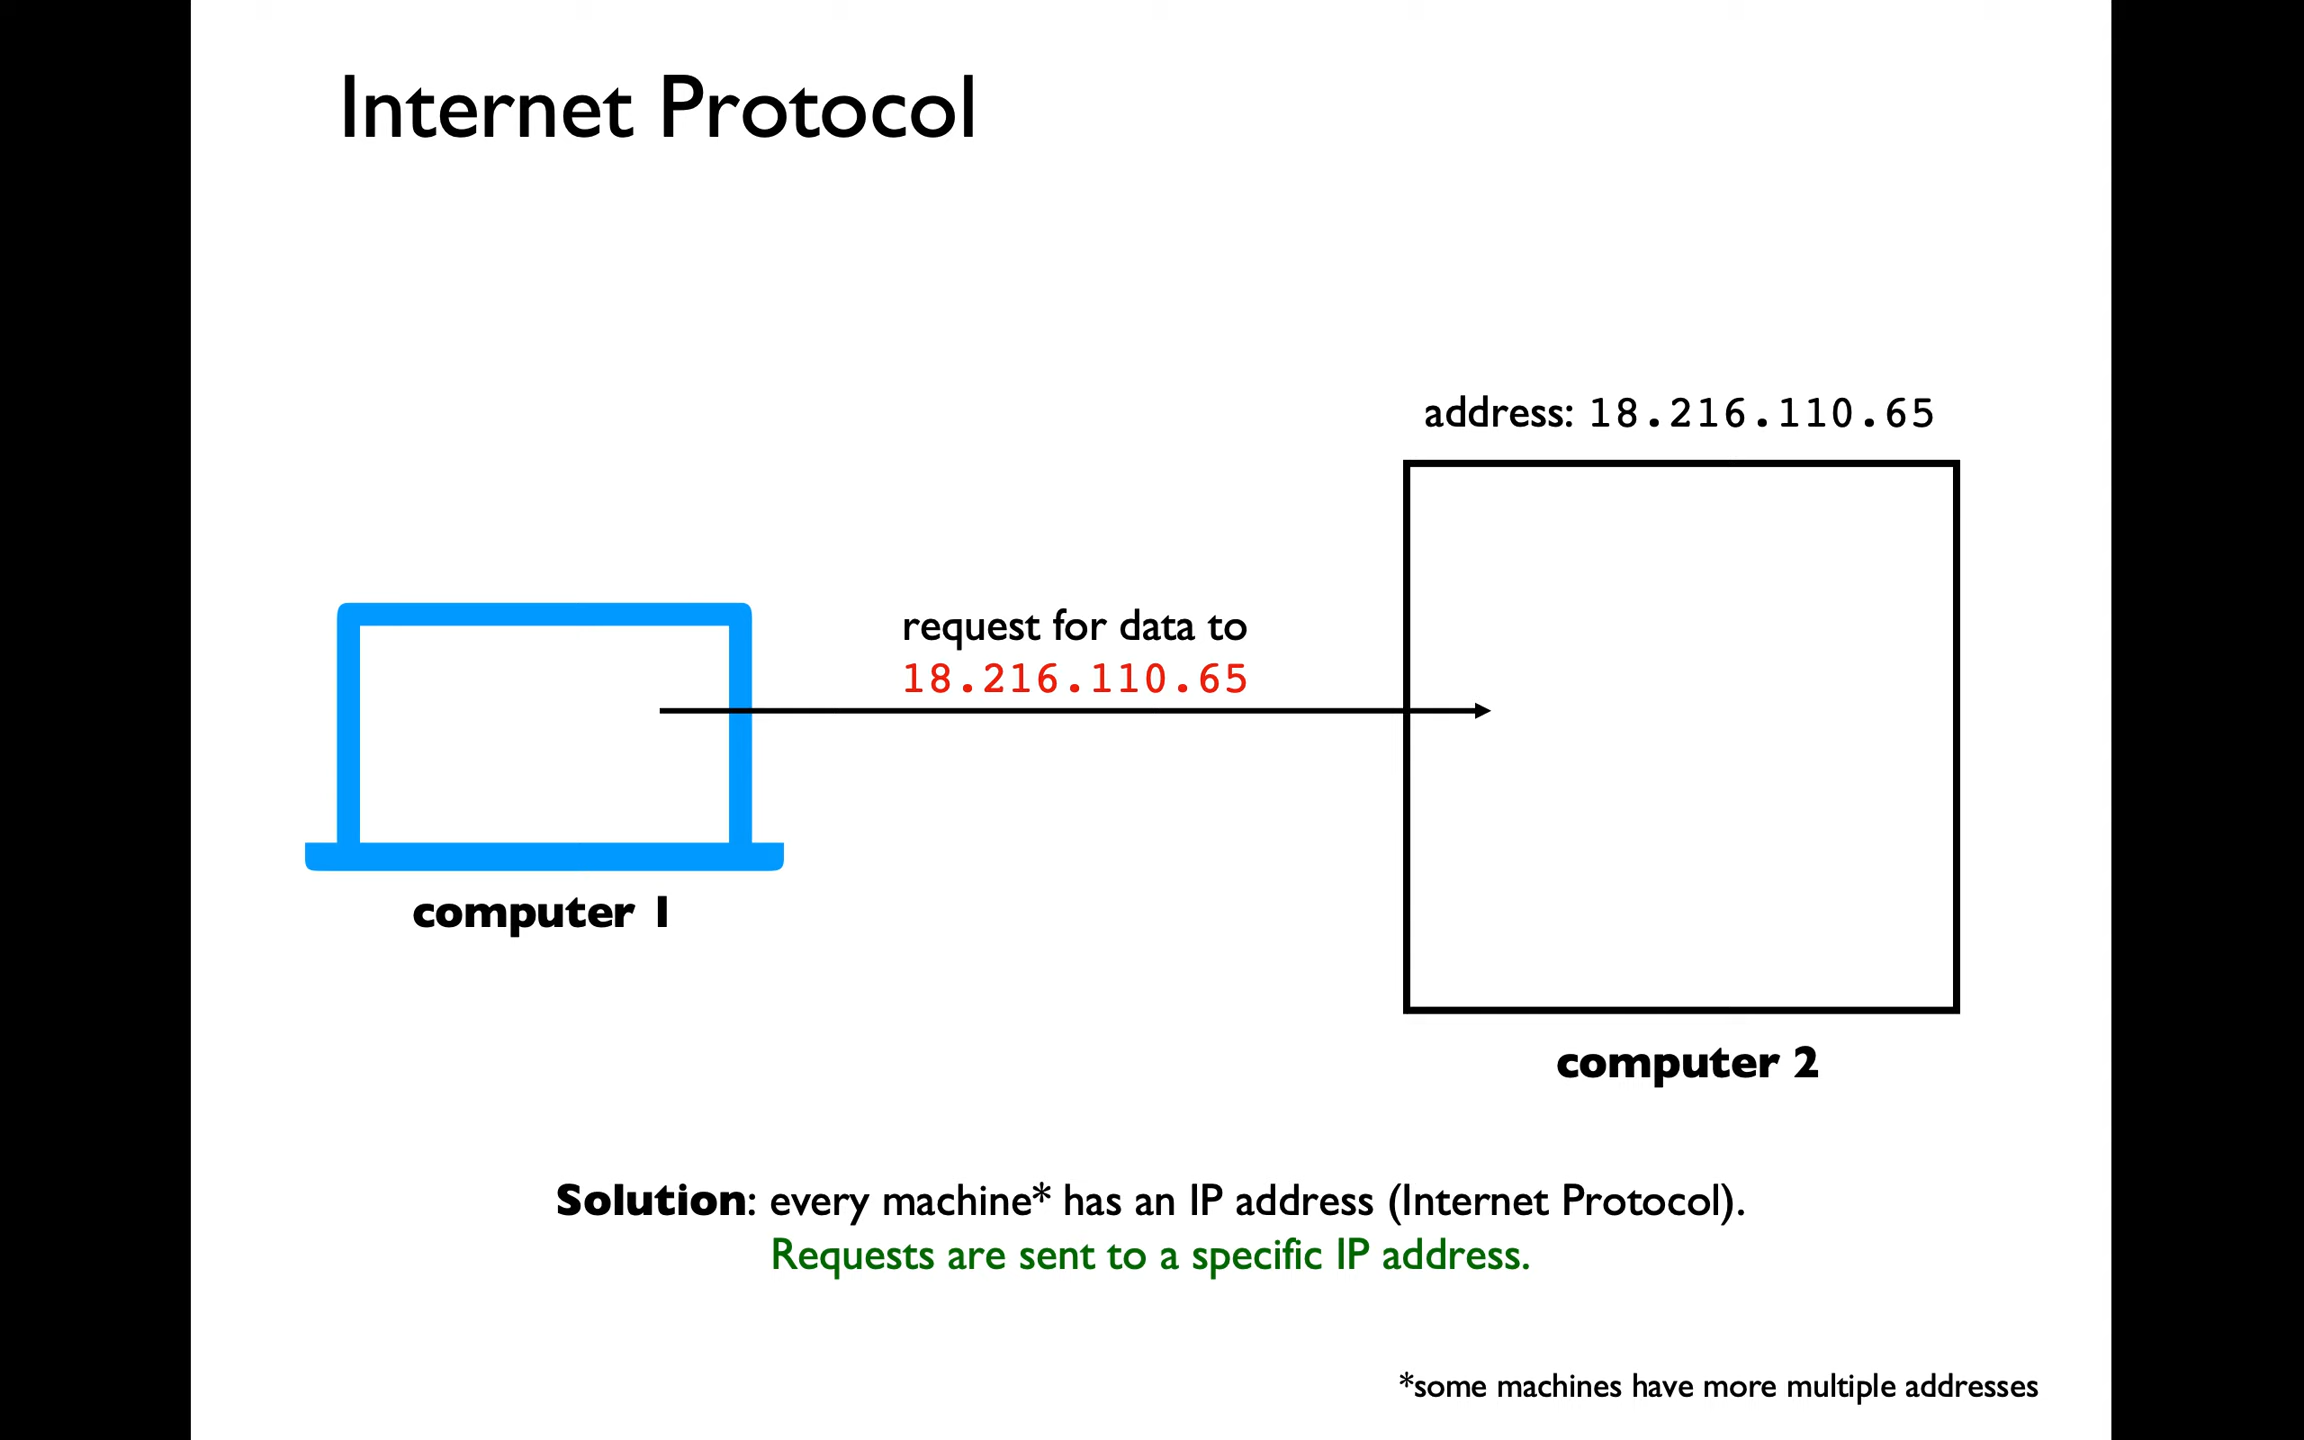 Internet Protocol
address: 18.216.110.65
request for data to
18.216.110.65
computer 1
computer 2
Solution: every machine* has an IP address (Internet Protocol).
Requests are sent to a specific IP address.
*some machines have more multiple addresses